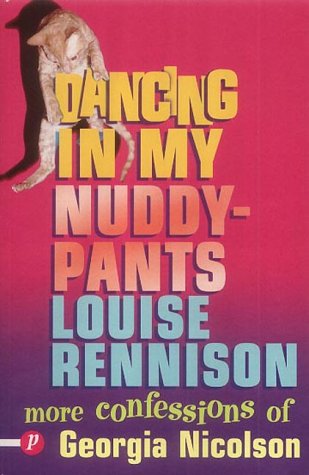 DANCING
IN MY
NUDDY-
PANTS
LOUISE
RENNISON
more confessions of
p Georgia Nicolson